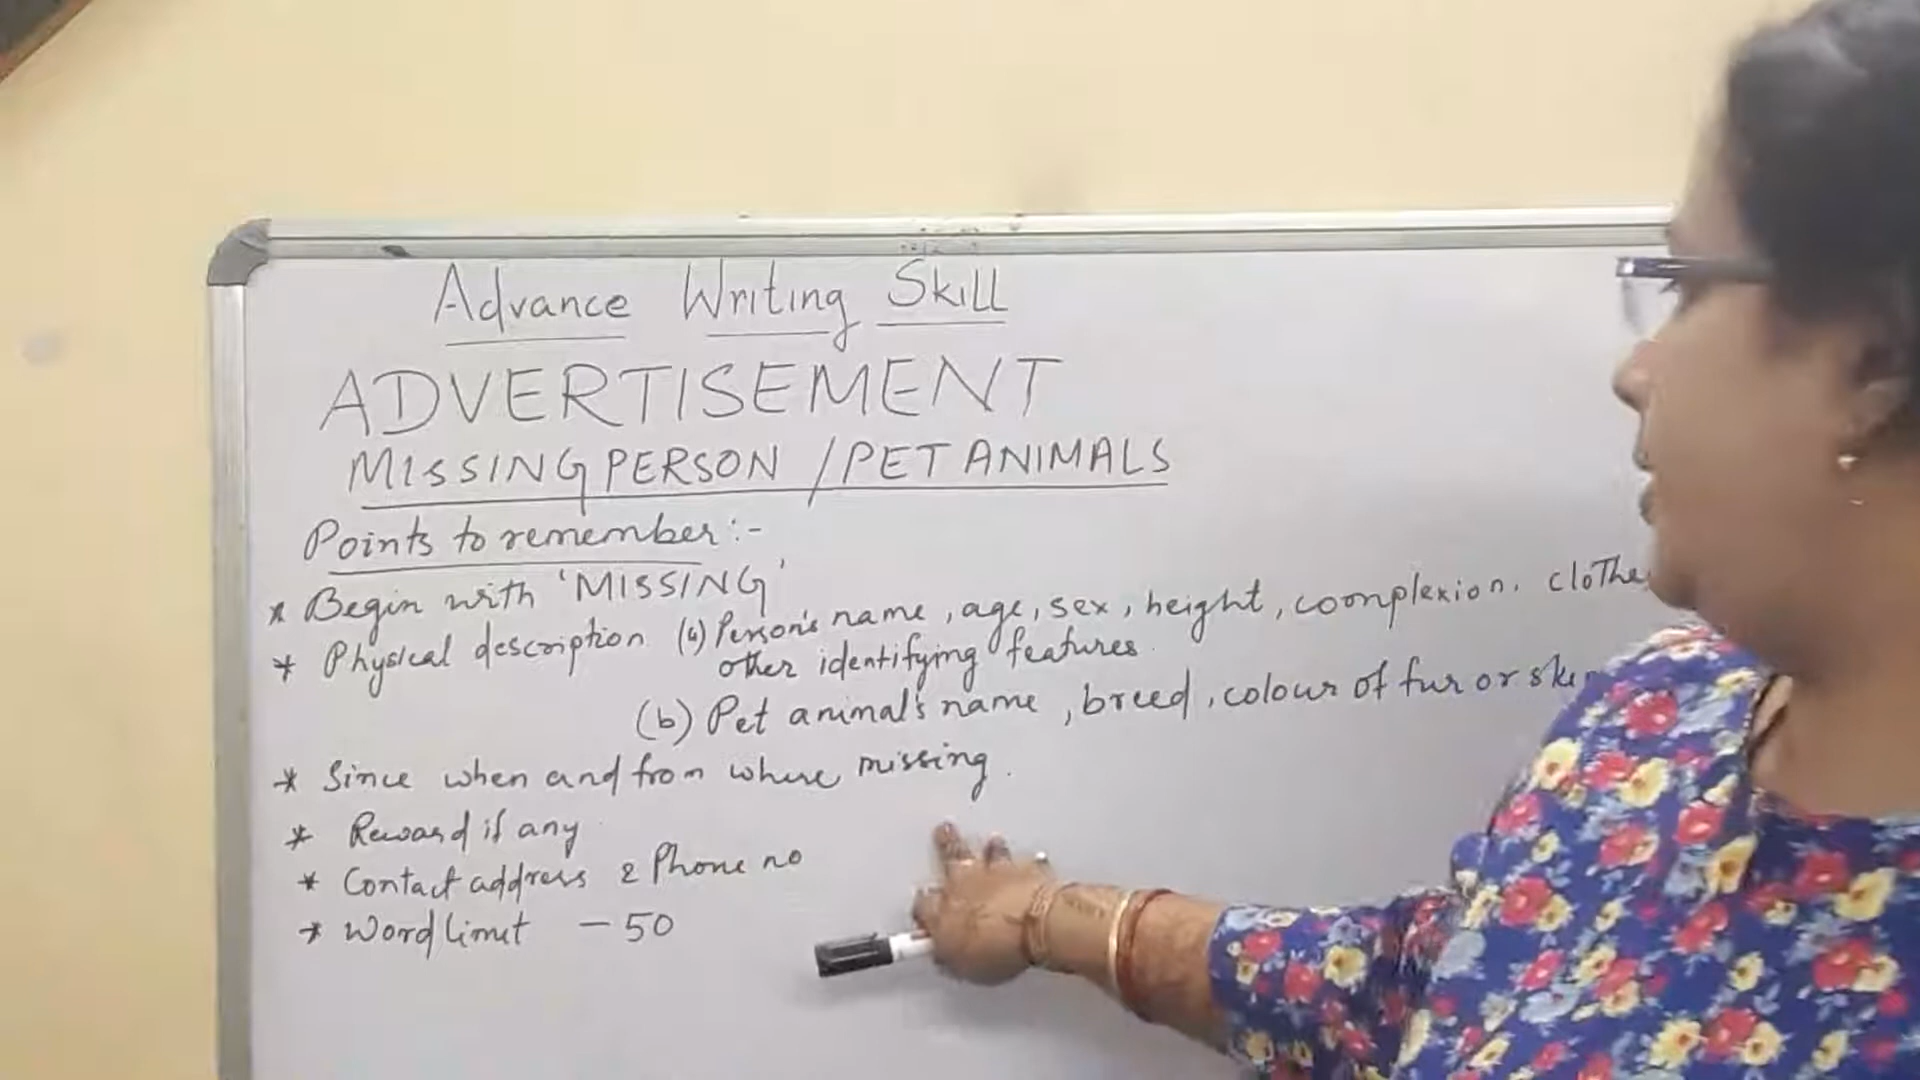 Advance Writing Skill
ADVERTISEMENT
MISSING PERSON / PET ANIMALS
Points to remember :-
* Begin with 'MISSING'
* Physical description (a) Person's name, age, sex, height, complexion, clothe
other identifying features.
(b) Pet animal's name, breed, colour of fur or
* Since when and from where missing.
* Reward if any
* Contact address & Phone no
* Word limit - 50